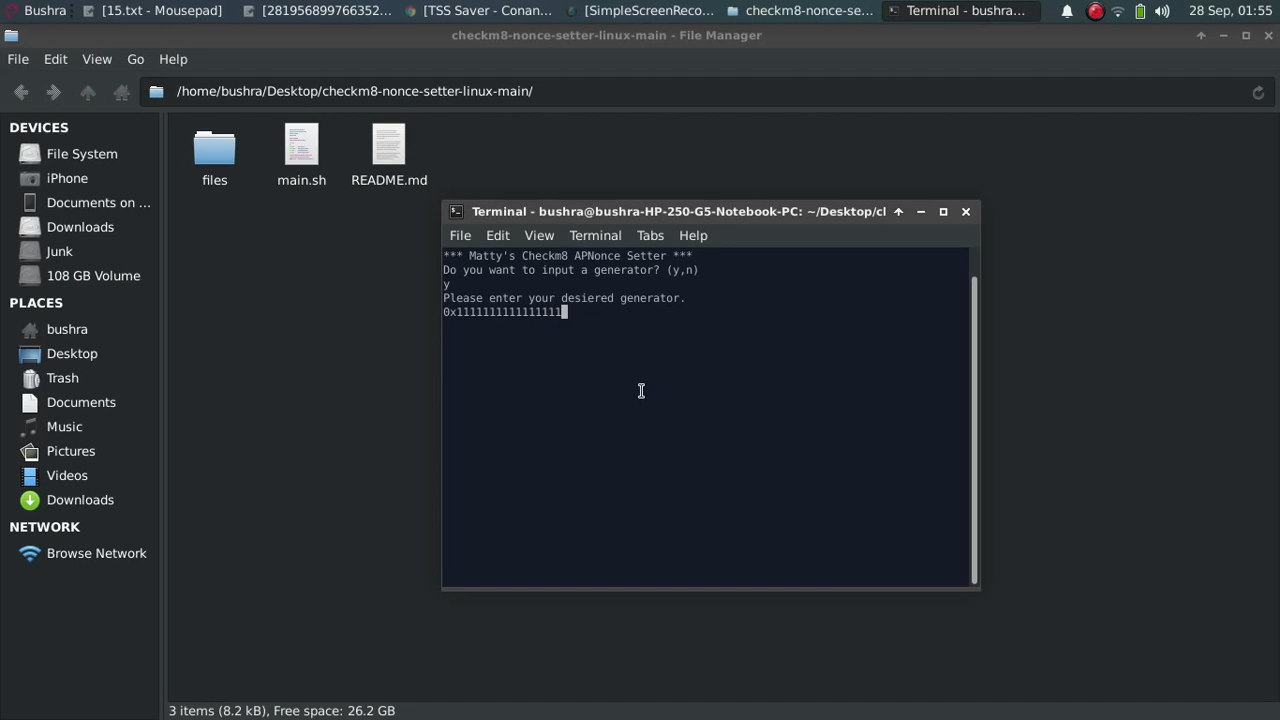 Bushra
[15.txt - Mousepad]
[281956899766352...
[TSS Saver - Conan...
[SimpleScreenReco...
checkm8-nonce-se...
Terminal - bushra...
28 Sep, 01:55
checkm8-nonce-setter-linux-main - File Manager
File Edit View Go Help
/home/bushra/Desktop/checkm8-nonce-setter-linux-main/
DEVICES
File System
iPhone
Documents on ...
Downloads
Junk
108 GB Volume
PLACES
bushra
Desktop
Trash
Documents
Music
Pictures
Videos
Downloads
NETWORK
Browse Network
files
main.sh
README.md
Terminal - bushra@bushra-HP-250-G5-Notebook-PC: ~/Desktop/cl
File Edit View Terminal Tabs Help
*** Matty's Checkm8 APNonce Setter ***
Do you want to input a generator? (y,n)
y
Please enter your desiered generator.
0x1111111111111111
3 items (8.2 kB), Free space: 26.2 GB